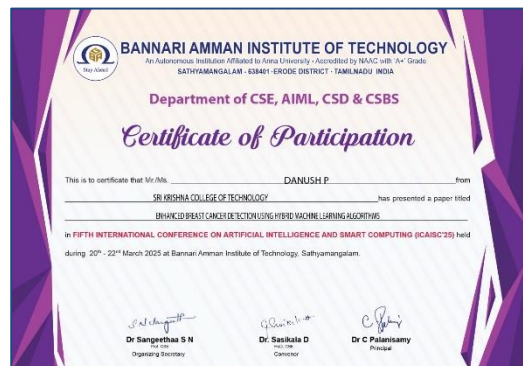 Stay Ahead
BANNARI AMMAN INSTITUTE OF TECHNOLOGY
An Autonomous Institution Affiliated to Anna University - Accredited by NAAC with 'A+' Grade
SATHYAMANGALAM - 638401 - ERODE DISTRICT - TAMILNADU INDIA
Department of CSE, AIML, CSD & CSBS
Certificate of Participation
This is to certificate that Mr./Ms. DANUSH P from
SRI KRISHNA COLLEGE OF TECHNOLOGY has presented a paper titled
ENHANCED BREAST CANCER DETECTION USING HYBRID MACHINE LEARNING ALGORITHMS
in FIFTH INTERNATIONAL CONFERENCE ON ARTIFICIAL INTELLIGENCE AND SMART COMPUTING (ICAISC'25) held
during 20th - 22nd March 2025 at Bannari Amman Institute of Technology, Sathyamangalam.
Dr Sangeethaa S N Dr. Sasikala D Dr C Palanisamy
Organizing Secretary Convenor Principal